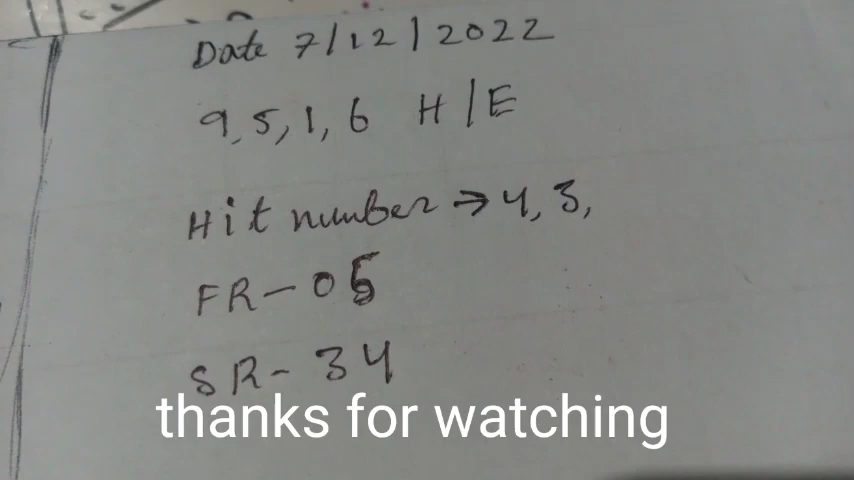 Date 7/12/2022
9,5,1,6 H/E
Hit number → 4, 3,
FR-05
SR-34
thanks for watching